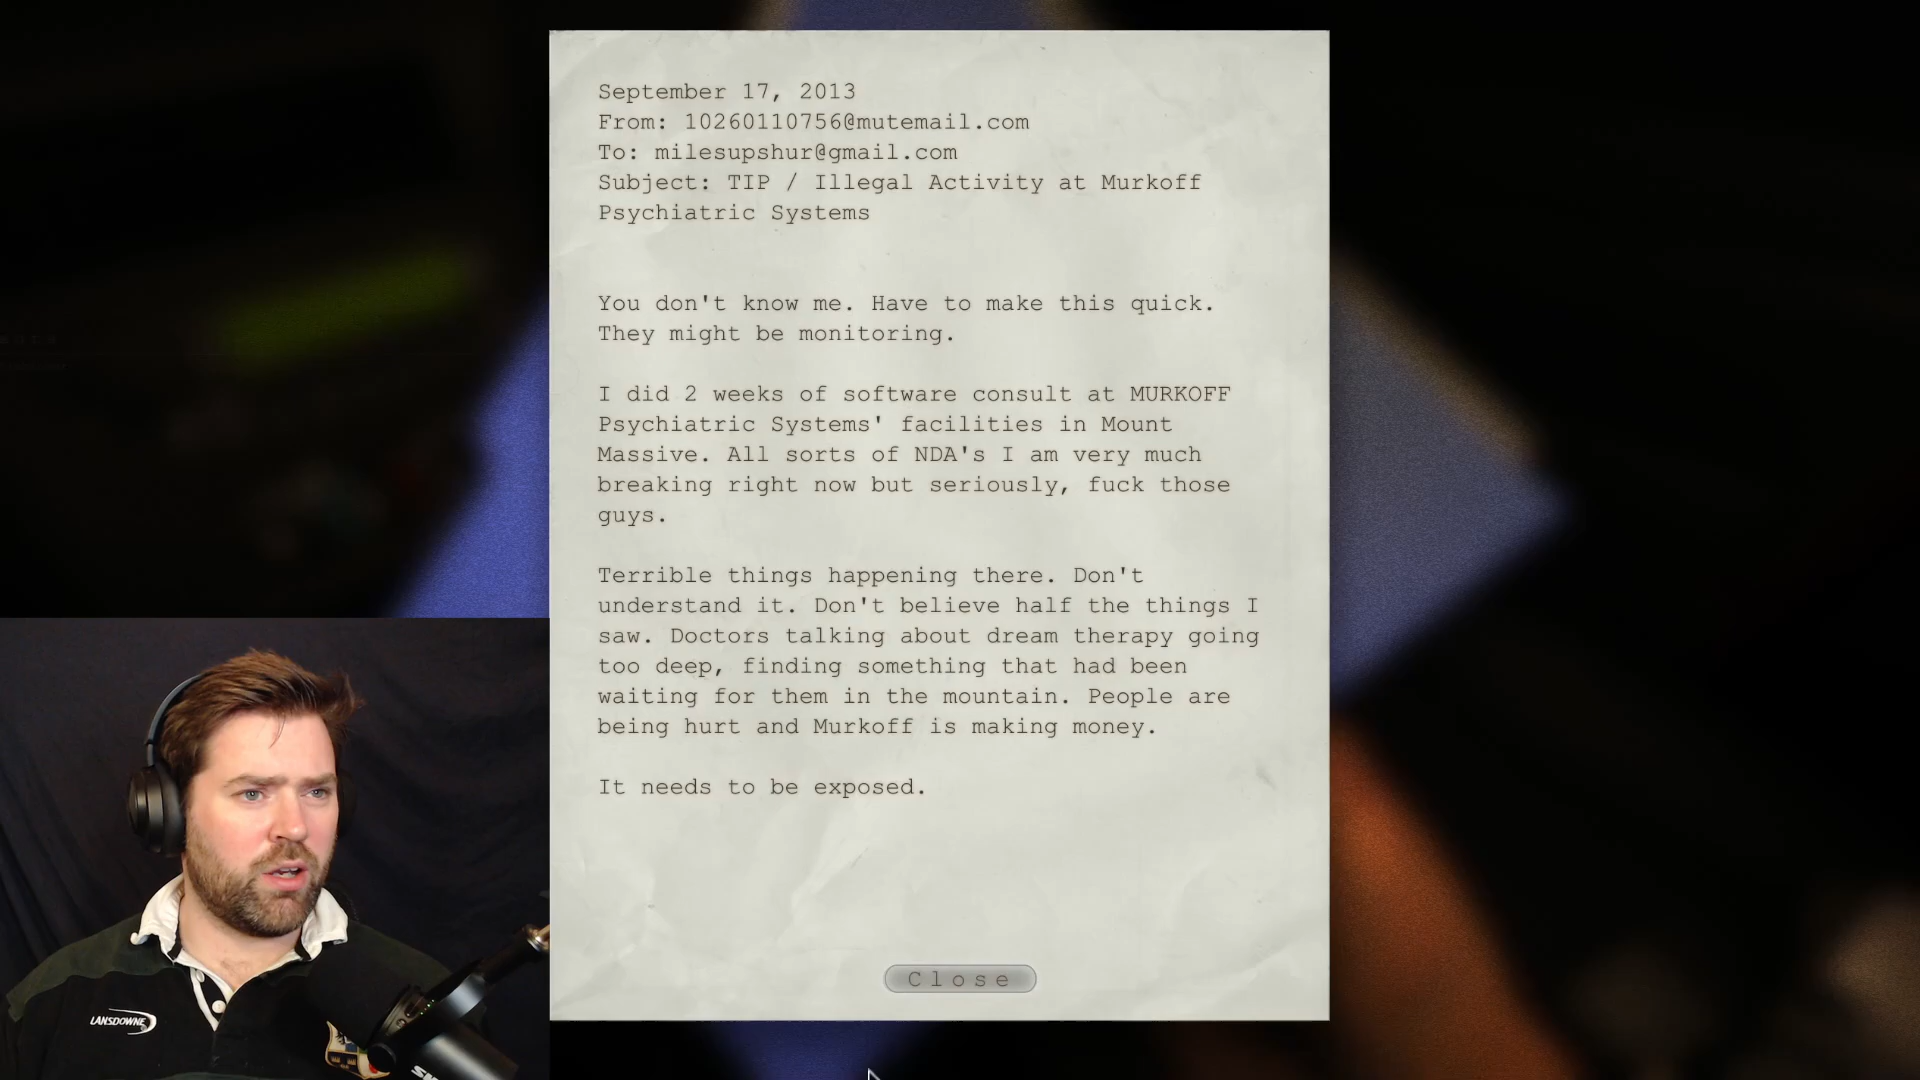 September 17, 2013
From: 10260110756@mutemail.com
To: milesupshur@gmail.com
Subject: TIP / Illegal Activity at Murkoff
Psychiatric Systems
You don't know me. Have to make this quick.
They might be monitoring.
I did 2 weeks of software consult at MURKOFF
Psychiatric Systems' facilities in Mount
Massive. All sorts of NDA's I am very much
breaking right now but seriously, fuck those
guys.
Terrible things happening there. Don't
understand it. Don't believe half the things I
saw. Doctors talking about dream therapy going
too deep, finding something that had been
waiting for them in the mountain. People are
being hurt and Murkoff is making money.
It needs to be exposed.
Close
LANSDOWNE